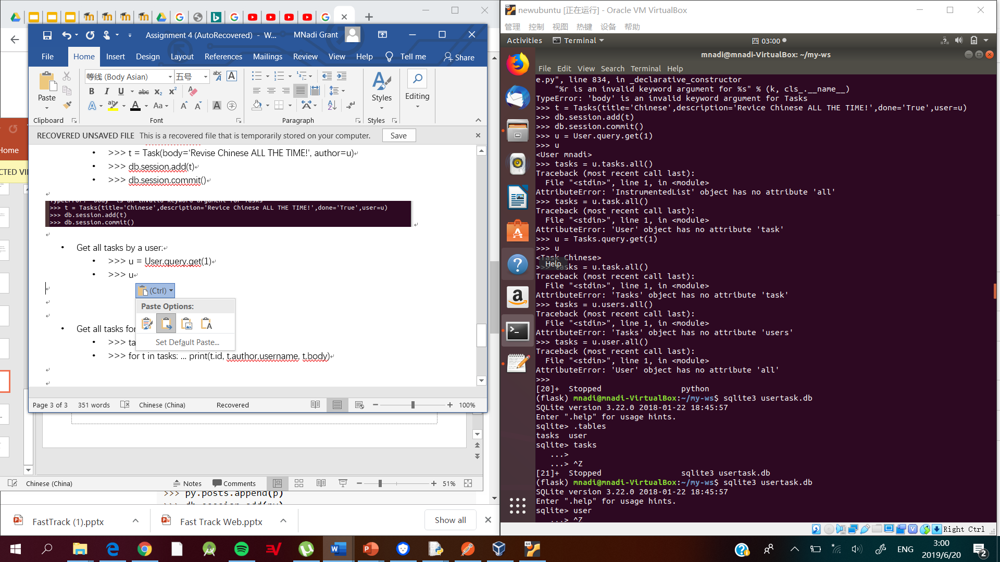 Assignment 4 (AutoRecovered) - W... MNadi Grant
File Home Insert Design Layout References Mailings Review View Help Tell me Share
等线 (Body Asian) 五号
Paste
Styles
Editing
Clipboard Font Paragraph Styles
RECOVERED UNSAVED FILE This is a recovered file that is temporarily stored on your computer. Save
Home
CTED VI
• >>> t = Task(body='Revise Chinese ALL THE TIME!', author=u)
• >>> db.session.add(t)
• >>> db.session.commit()
>>> t = Tasks(title='Chinese',description='Revice Chinese ALL THE TIME!',done='True',user=u)
>>> db.session.add(t)
>>> db.session.commit()
• Get all tasks by a user:
• >>> u = User.query.get(1)
• >>> u
(Ctrl)
Paste Options:
Set Default Paste...
• Get all tasks for
• >>> ta
• >>> for t in tasks: ... print(t.id, t.author.username, t.body)
Page 3 of 3 351 words Chinese (China) Recovered 100%
Chinese (China) Notes Comments 51%
>>> py.posts.append(p)
FastTrack (1).pptx Fast Track Web.pptx Show all
newubuntu [正在运行] - Oracle VM VirtualBox
管理 控制 视图 热键 设备 帮助
Activities Terminal 四 03:00
mnadi@mnadi-VirtualBox: ~/my-ws
File Edit View Search Terminal Help
e.py", line 834, in _declarative_constructor
"%r is an invalid keyword argument for %s" % (k, cls_.__name__)
TypeError: 'body' is an invalid keyword argument for Tasks
>>> t = Tasks(title='Chinese',description='Revice Chinese ALL THE TIME!',done='True',user=u)
>>> db.session.add(t)
>>> db.session.commit()
>>> u = User.query.get(1)
>>> u
<User mnadi>
>>> tasks = u.tasks.all()
Traceback (most recent call last):
File "<stdin>", line 1, in <module>
AttributeError: 'InstrumentedList' object has no attribute 'all'
>>> tasks = u.task.all()
Traceback (most recent call last):
File "<stdin>", line 1, in <module>
AttributeError: 'User' object has no attribute 'task'
>>> u = Tasks.query.get(1)
>>> u
<Task Chinese>
Help
>>> tasks = u.task.all()
Traceback (most recent call last):
File "<stdin>", line 1, in <module>
AttributeError: 'Tasks' object has no attribute 'task'
>>> tasks = u.users.all()
Traceback (most recent call last):
File "<stdin>", line 1, in <module>
AttributeError: 'Tasks' object has no attribute 'users'
>>> tasks = u.user.all()
Traceback (most recent call last):
File "<stdin>", line 1, in <module>
AttributeError: 'User' object has no attribute 'all'
>>>
[20]+ Stopped python
(flask) mnadi@mnadi-VirtualBox:~/my-ws$ sqlite3 usertask.db
SQLite version 3.22.0 2018-01-22 18:45:57
Enter ".help" for usage hints.
sqlite> .tables
tasks user
sqlite> tasks
...>
...> ^Z
[21]+ Stopped sqlite3 usertask.db
(flask) mnadi@mnadi-VirtualBox:~/my-ws$ sqlite3 usertask.db
SQLite version 3.22.0 2018-01-22 18:45:57
Enter ".help" for usage hints.
sqlite> user
...> ^Z
Right Ctrl
ENG 3:00
2019/6/20 2